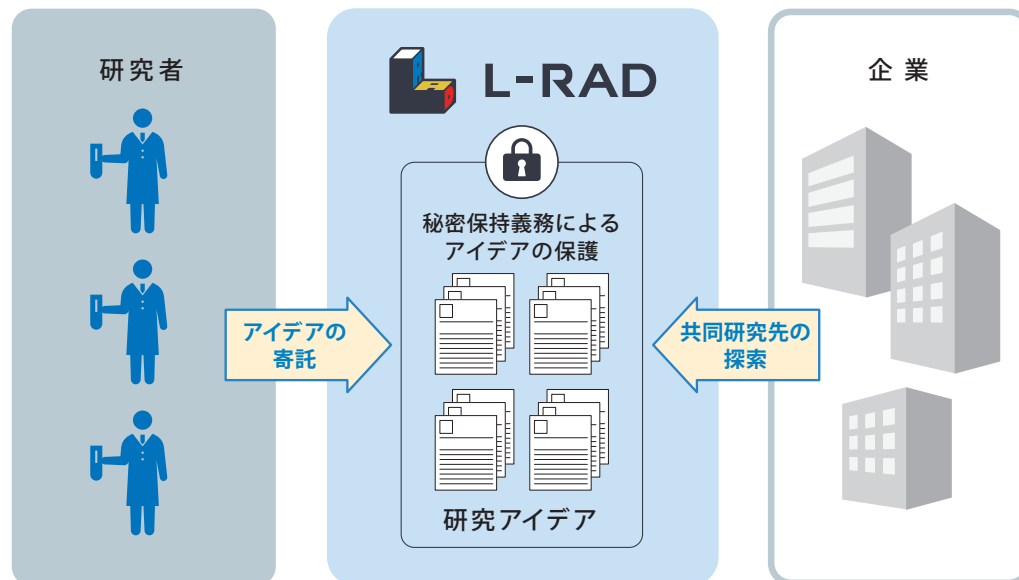 研究者
L-RAD
企業
秘密保持義務による
アイデアの保護
アイデアの
寄託
共同研究先の
探索
研究アイデア